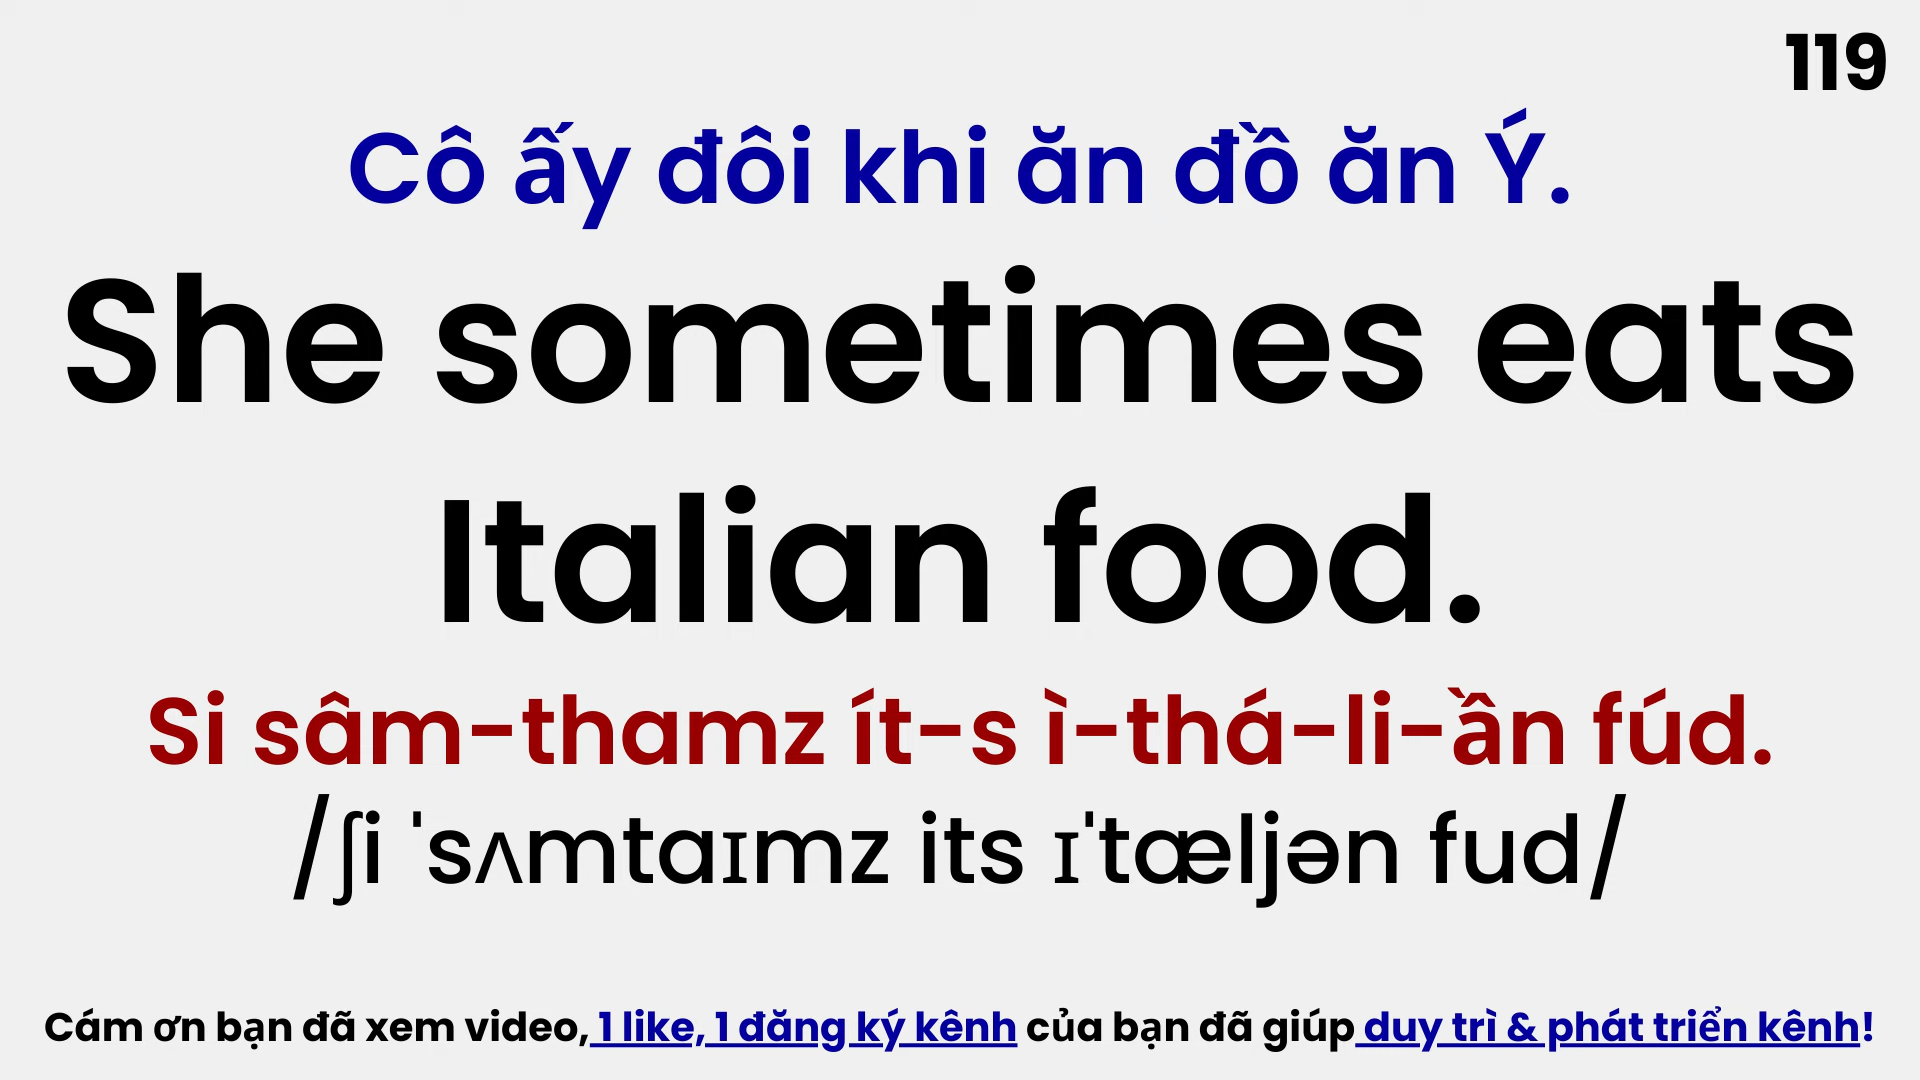 119
Cô ấy đôi khi ăn đồ ăn Ý.
She sometimes eats
Italian food.
Si sâm-thamz ít-s ì-thá-li-ần fúd.
/ʃi ˈsʌmtaɪmz its ɪˈtæljən fud/
Cám ơn bạn đã xem video, 1 like, 1 đăng ký kênh của bạn đã giúp duy trì & phát triển kênh!